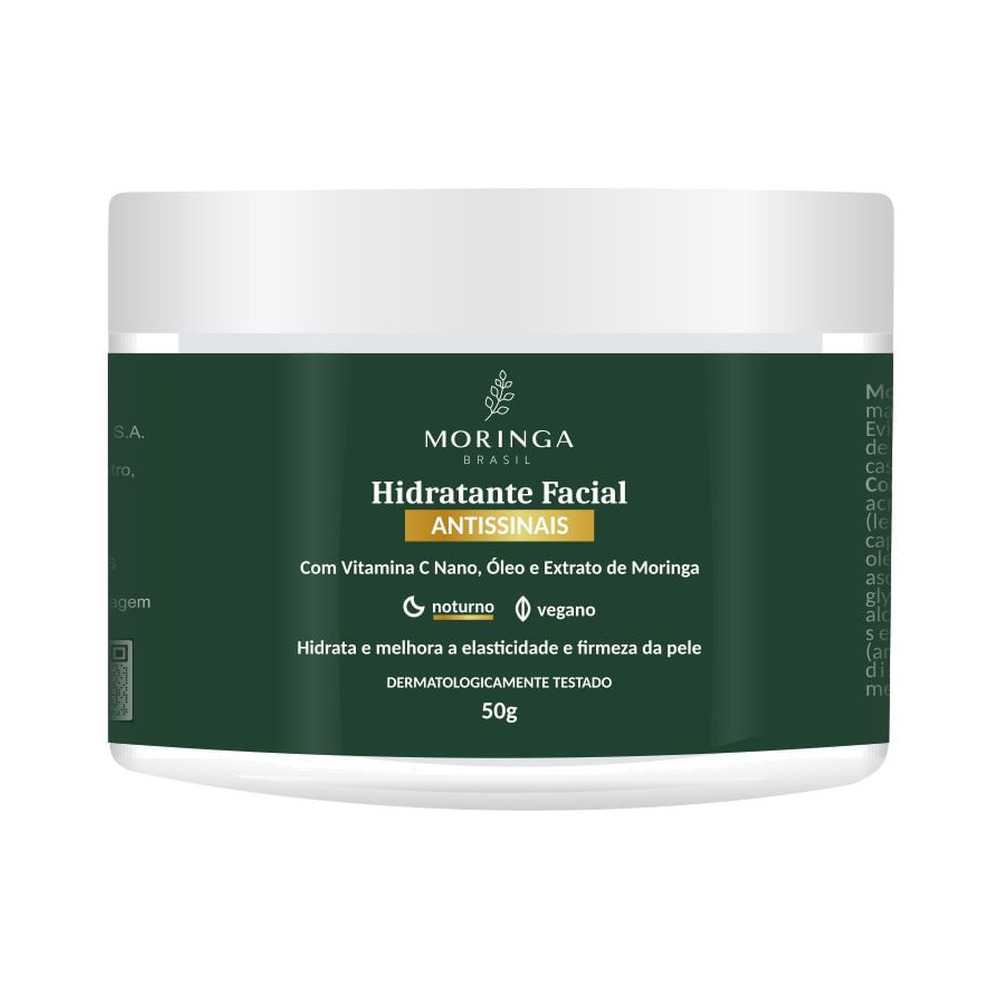 MORINGA
BRASIL
Hidratante Facial
ANTISSINAIS
Com Vitamina C Nano, Óleo e Extrato de Moringa
noturno vegano
Hidrata e melhora a elasticidade e firmeza da pele
DERMATOLOGICAMENTE TESTADO
50g
S.A.